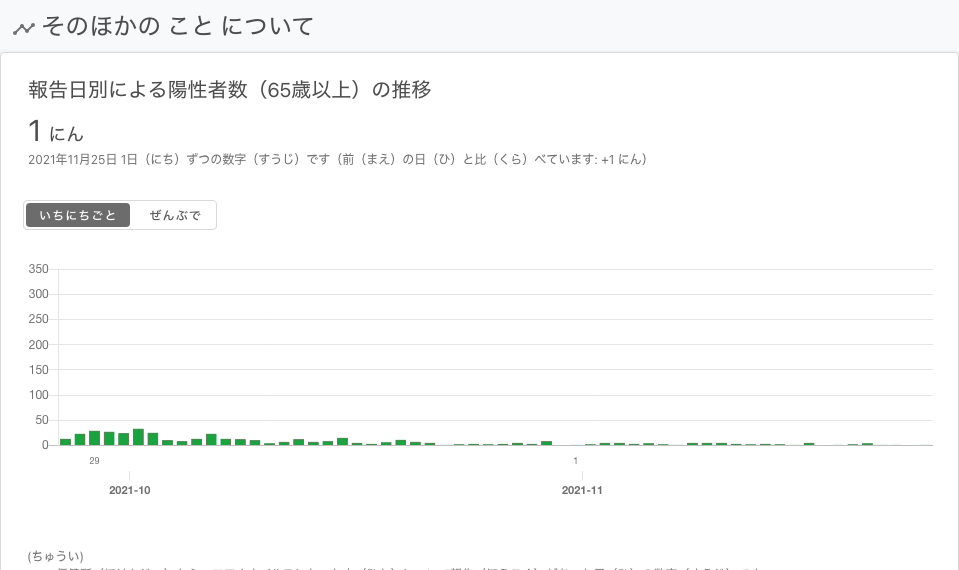 そのほかの こと について
報告日別による陽性者数（65歳以上）の推移
1 にん
2021年11月25日 1日（にち）ずつの数字（すうじ）です（前（まえ）の日（ひ）と比（くら）べています: +1 にん）
いちにちごと ぜんぶで
350
300
250
200
150
100
50
0
29 1
2021-10 2021-11
(ちゅうい)